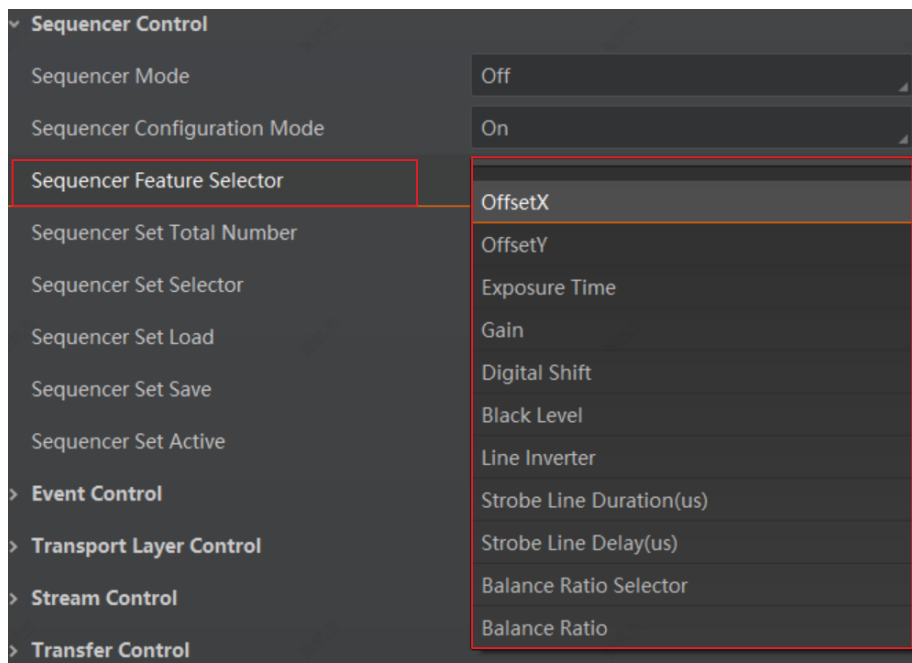 Sequencer Control
Sequencer Mode Off
Sequencer Configuration Mode On
Sequencer Feature Selector
OffsetX
OffsetY
Exposure Time
Gain
Digital Shift
Black Level
Line Inverter
Strobe Line Duration(us)
Strobe Line Delay(us)
Balance Ratio Selector
Balance Ratio
Sequencer Set Total Number
Sequencer Set Selector
Sequencer Set Load
Sequencer Set Save
Sequencer Set Active
Event Control
Transport Layer Control
Stream Control
Transfer Control